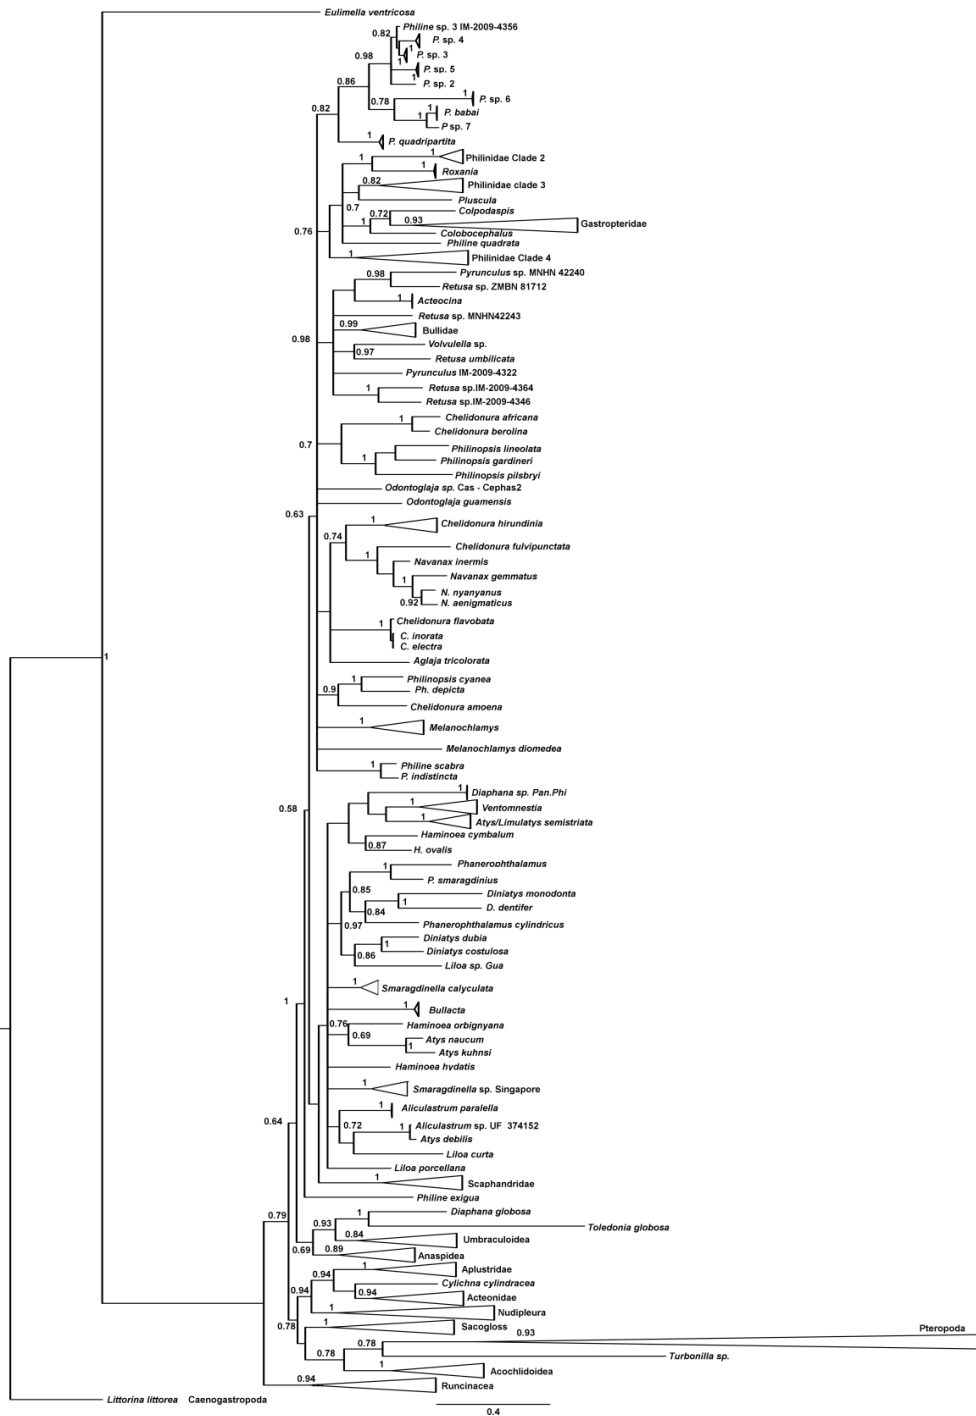 Eulimella ventricosa
Philine sp. 3 IM-2009-4356
0.82
P. sp. 4
P. sp. 3
1
1
0.98
P. sp. 5
1
P. sp. 2
0.86
P. sp. 6
1
0.78
1
P. babai
0.82
1
P sp. 7
1
P. quadripartita
1
Philinidae Clade 2
1
1
Roxania
0.82
Philinidae clade 3
Pluscula
0.7
Colpodaspis
0.72
0.93
Gastropteridae
1
Colobocephalus
0.76
Philine quadrata
1
Philinidae Clade 4
Pyrunculus sp. MNHN 42240
0.98
Retusa sp. ZMBN 81712
1
Acteocina
Retusa sp. MNHN42243
0.99
Bullidae
0.98
Volvulella sp.
0.97
Retusa umbilicata
Pyrunculus IM-2009-4322
1
Retusa sp.IM-2009-4364
Retusa sp.IM-2009-4346
Chelidonura africana
1
Chelidonura berolina
0.7
Philinopsis lineolata
1
Philinopsis gardineri
Philinopsis pilsbryi
Odontoglaja sp. Cas - Cephas2
Odontoglaja guamensis
0.63
1
Chelidonura hirundinia
0.74
Chelidonura fulvipunctata
1
Navanax inermis
1
Navanax gemmatus
N. nyanyanus
0.92
N. aenigmaticus
1
Chelidonura flavobata
C. inorata
C. electra
1
Aglaja tricolorata
1
Philinopsis cyanea
0.9
Ph. depicta
Chelidonura amoena
1
Melanochlamys
Melanochlamys diomedea
1
Philine scabra
P. indistincta
1
Diaphana sp. Pan.Phi
0.58
1
Ventomnestia
1
Atys/Limulatys semistriata
Haminoea cymbalum
0.87
H. ovalis
Phanerophthalamus
1
P. smaragdinius
0.85
Diniatys monodonta
1
0.84
D. dentifer
0.97
Phanerophthalamus cylindricus
Diniatys dubia
1
0.86
Diniatys costulosa
Liloa sp. Gua
1
Smaragdinella calyculata
1
1
Bullacta
0.76
Haminoea orbignyana
0.69
Atys naucum
1
Atys kuhnsi
Haminoea hydatis
1
Smaragdinella sp. Singapore
1
Aliculastrum paralella
0.64
0.72
1
Aliculastrum sp. UF 374152
Atys debilis
Liloa curta
Liloa porcellana
1
Scaphandridae
Philine exigua
0.79
1
Diaphana globosa
0.93
Toledonia globosa
0.84
Umbraculoidea
0.69
0.89
Anaspidea
1
Aplustridae
0.94
Cylichna cylindracea
0.94
0.94
Acteonidae
1
Nudipleura
0.78
1
Sacogloss
0.93
Pteropoda
0.78
0.78
Turbonilla sp.
1
Acochlidoidea
0.94
Runcinacea
Littorina littorea Caenogastropoda
0.4